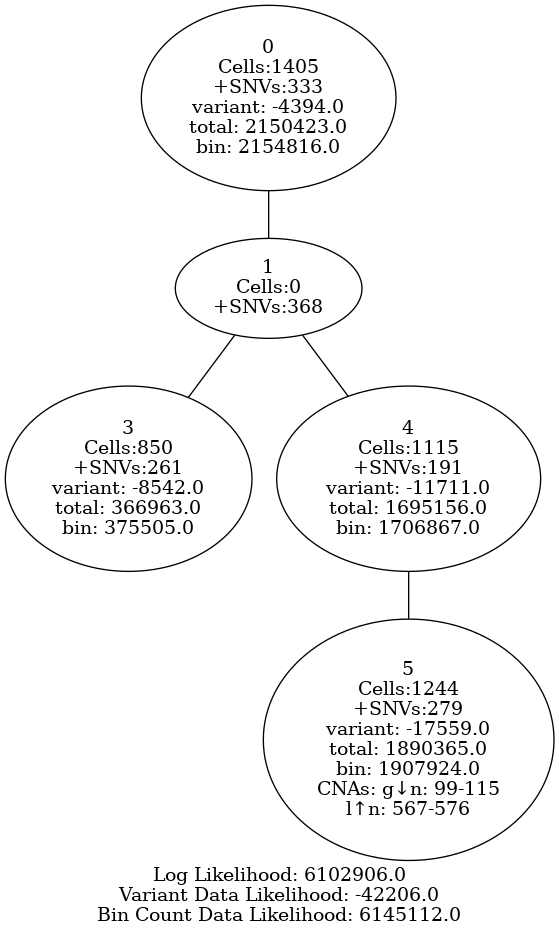 0
Cells:1405
+SNVs:333
variant: -4394.0
total: 2150423.0
bin: 2154816.0
1
Cells:0
+SNVs:368
3
Cells:850
+SNVs:261
variant: -8542.0
total: 366963.0
bin: 375505.0
4
Cells:1115
+SNVs:191
variant: -11711.0
total: 1695156.0
bin: 1706867.0
5
Cells:1244
+SNVs:279
variant: -17559.0
total: 1890365.0
bin: 1907924.0
CNAs: g↓n: 99-115
l↑n: 567-576
Log Likelihood: 6102906.0
Variant Data Likelihood: -42206.0
Bin Count Data Likelihood: 6145112.0